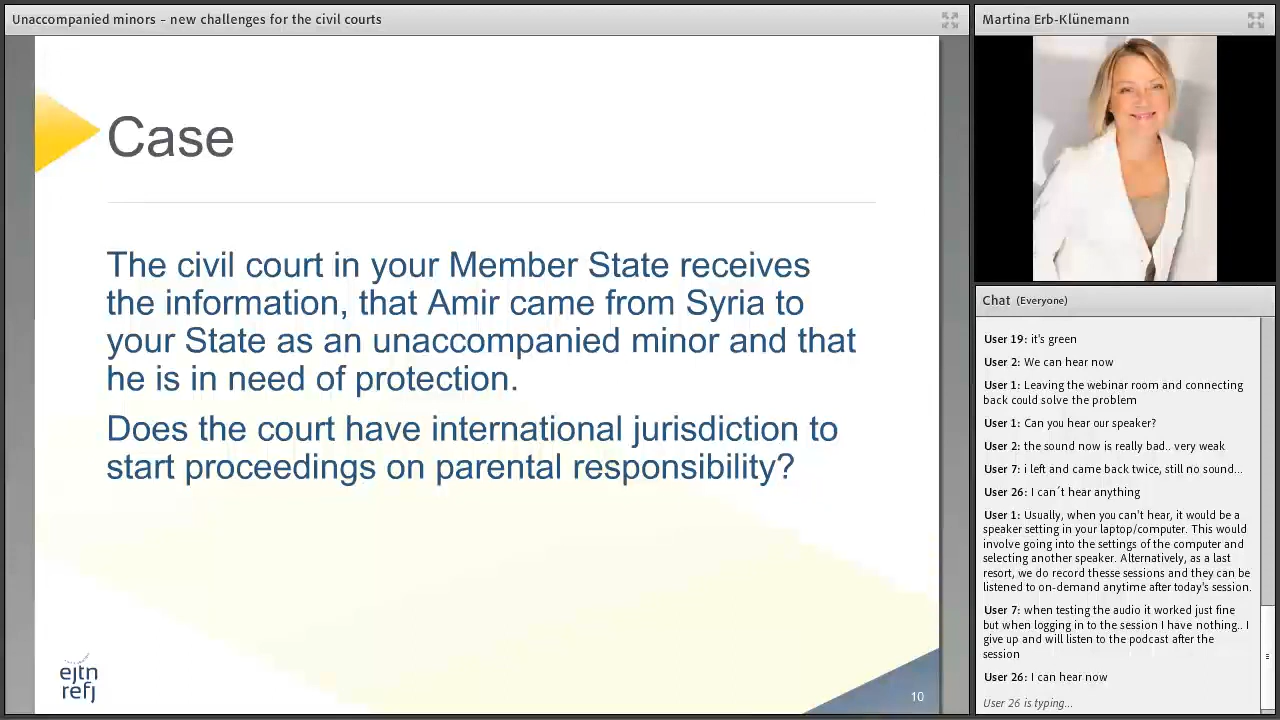 Unaccompanied minors – new challenges for the civil courts
Case
The civil court in your Member State receives
the information, that Amir came from Syria to
your State as an unaccompanied minor and that
he is in need of protection.
Does the court have international jurisdiction to
start proceedings on parental responsibility?
ejtn
refj
10
Martina Erb-Klünemann
Chat (Everyone)
User 19: it's green
User 2: We can hear now
User 1: Leaving the webinar room and connecting
back could solve the problem
User 1: Can you hear our speaker?
User 2: the sound now is really bad.. very weak
User 7: i left and came back twice, still no sound...
User 26: I can´t hear anything
User 1: Usually, when you can't hear, it would be a
speaker setting in your laptop/computer. This would
involve going into the settings of the computer and
selecting another speaker. Alternatively, as a last
resort, we do record thesse sessions and they can be
listened to on-demand anytime after today's session.
User 7: when testing the audio it worked just fine
but when logging in to the session I have nothing.. I
give up and will listen to the podcast after the
session
User 26: I can hear now
User 26 is typing...